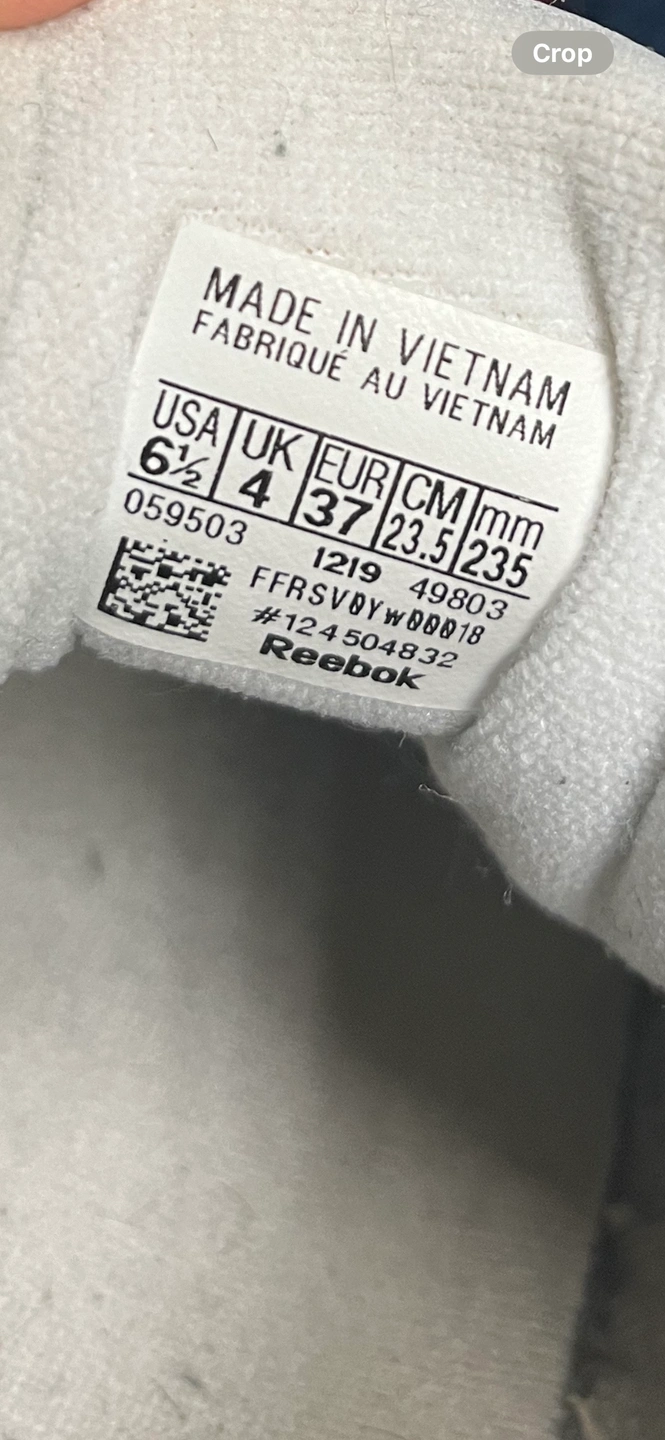 Crop
MADE IN VIETNAM
FABRIQUÉ AU VIETNAM
USA UK EUR CM mm
6½ 4 37 23.5 235
059503 1219 49803
FFRSV0Yw00018
#124504832
Reebok